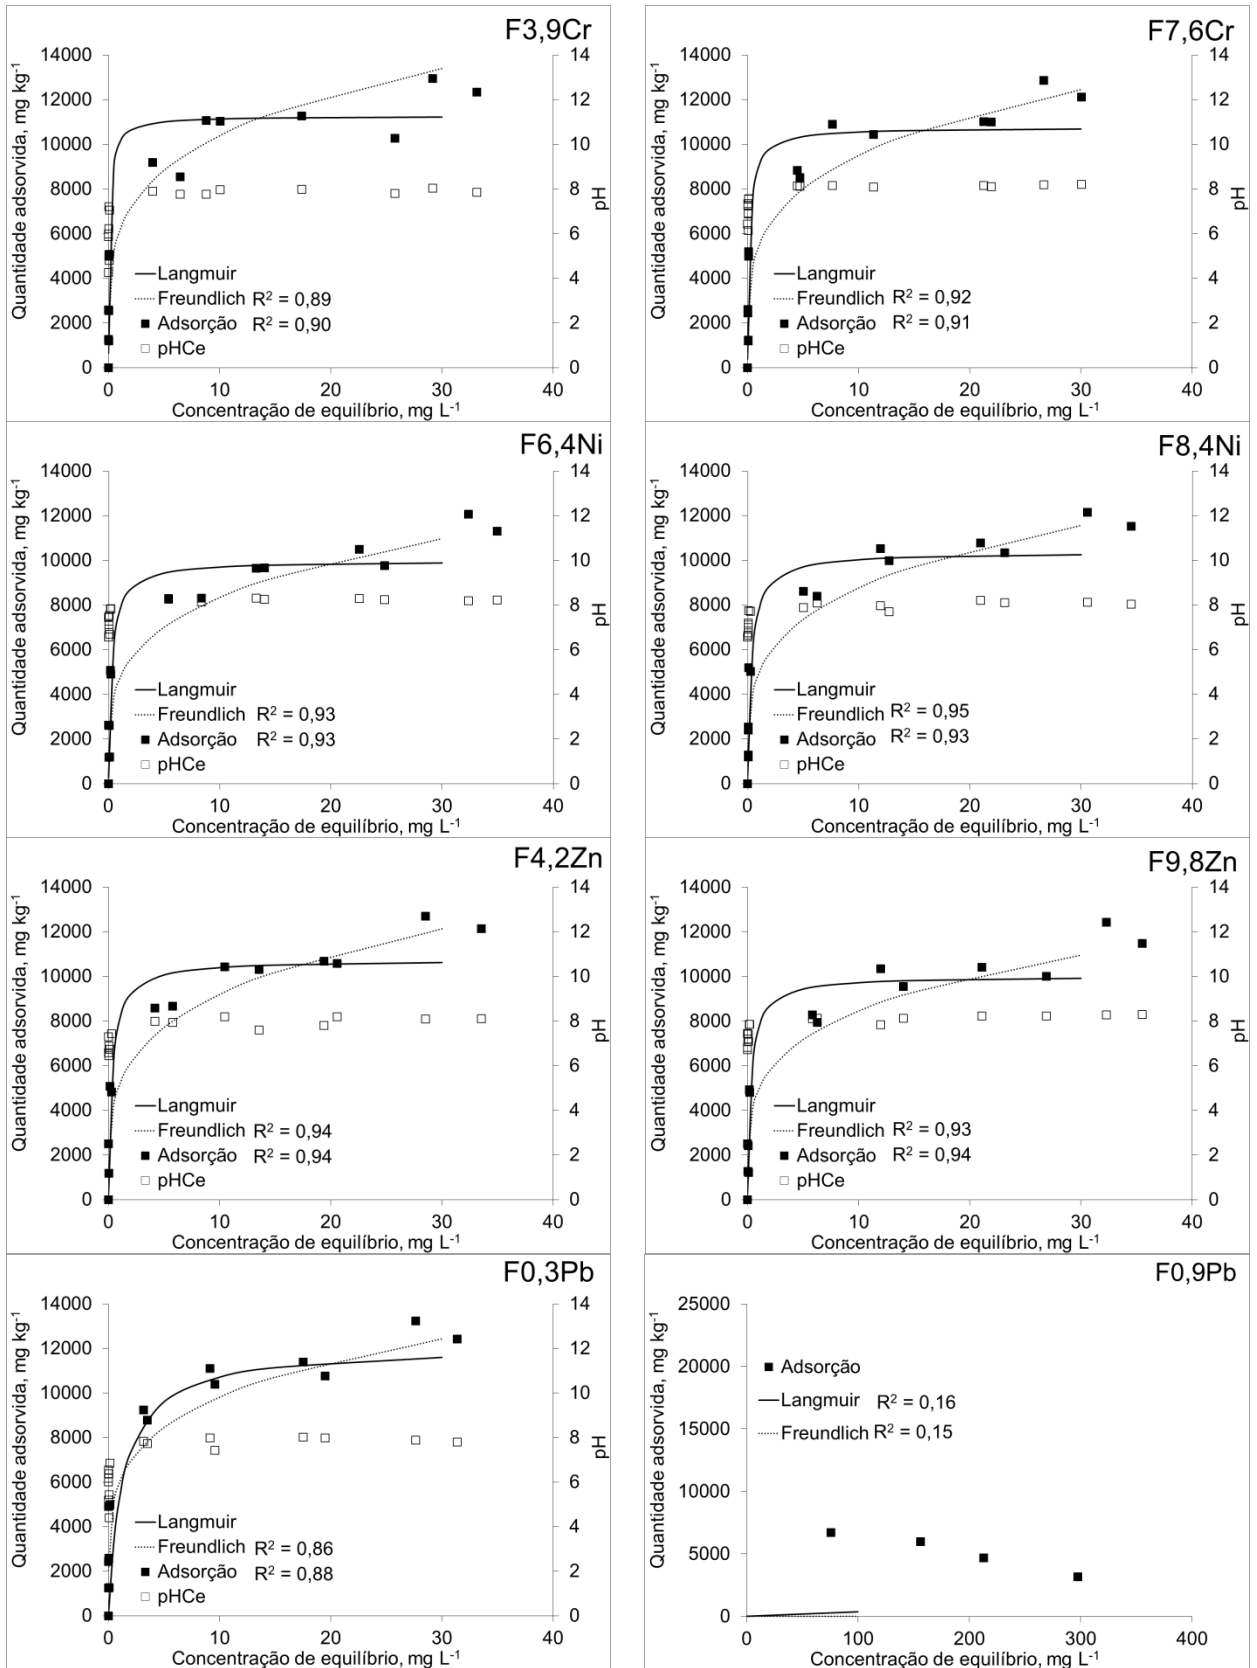 F3,9Cr
Quantidade adsorvida, mg kg⁻¹
14000
12000
10000
8000
6000
4000
2000
0
14
12
10
8
6
4
2
0
pH
Langmuir
Freundlich R² = 0,89
Adsorção R² = 0,90
pHCe
0 10 20 30 40
Concentração de equilíbrio, mg L⁻¹
F7,6Cr
Quantidade adsorvida, mg kg⁻¹
14000
12000
10000
8000
6000
4000
2000
0
14
12
10
8
6
4
2
0
pH
Langmuir
Freundlich R² = 0,92
Adsorção R² = 0,91
pHCe
0 10 20 30 40
Concentração de equilíbrio, mg L⁻¹
F6,4Ni
Quantidade adsorvida, mg kg⁻¹
14000
12000
10000
8000
6000
4000
2000
0
14
12
10
8
6
4
2
0
pH
Langmuir
Freundlich R² = 0,93
Adsorção R² = 0,93
pHCe
0 10 20 30 40
Concentração de equilíbrio, mg L⁻¹
F8,4Ni
Quantidade adsorvida, mg kg⁻¹
14000
12000
10000
8000
6000
4000
2000
0
14
12
10
8
6
4
2
0
pH
Langmuir
Freundlich R² = 0,95
Adsorção R² = 0,93
pHCe
0 10 20 30 40
Concentração de equilíbrio, mg L⁻¹
F4,2Zn
Quantidade adsorvida, mg kg⁻¹
14000
12000
10000
8000
6000
4000
2000
0
14
12
10
8
6
4
2
0
pH
Langmuir
Freundlich R² = 0,94
Adsorção R² = 0,94
pHCe
0 10 20 30 40
Concentração de equilíbrio, mg L⁻¹
F9,8Zn
Quantidade adsorvida, mg kg⁻¹
14000
12000
10000
8000
6000
4000
2000
0
14
12
10
8
6
4
2
0
pH
Langmuir
Freundlich R² = 0,93
Adsorção R² = 0,94
pHCe
0 10 20 30 40
Concentração de equilíbrio, mg L⁻¹
F0,3Pb
Quantidade adsorvida, mg kg⁻¹
14000
12000
10000
8000
6000
4000
2000
0
14
12
10
8
6
4
2
0
pH
Langmuir
Freundlich R² = 0,86
Adsorção R² = 0,88
pHCe
0 10 20 30 40
Concentração de equilíbrio, mg L⁻¹
F0,9Pb
Quantidade adsorvida, mg kg⁻¹
25000
20000
15000
10000
5000
0
Adsorção
Langmuir R² = 0,16
Freundlich R² = 0,15
0 100 200 300 400
Concentração de equilíbrio, mg L⁻¹